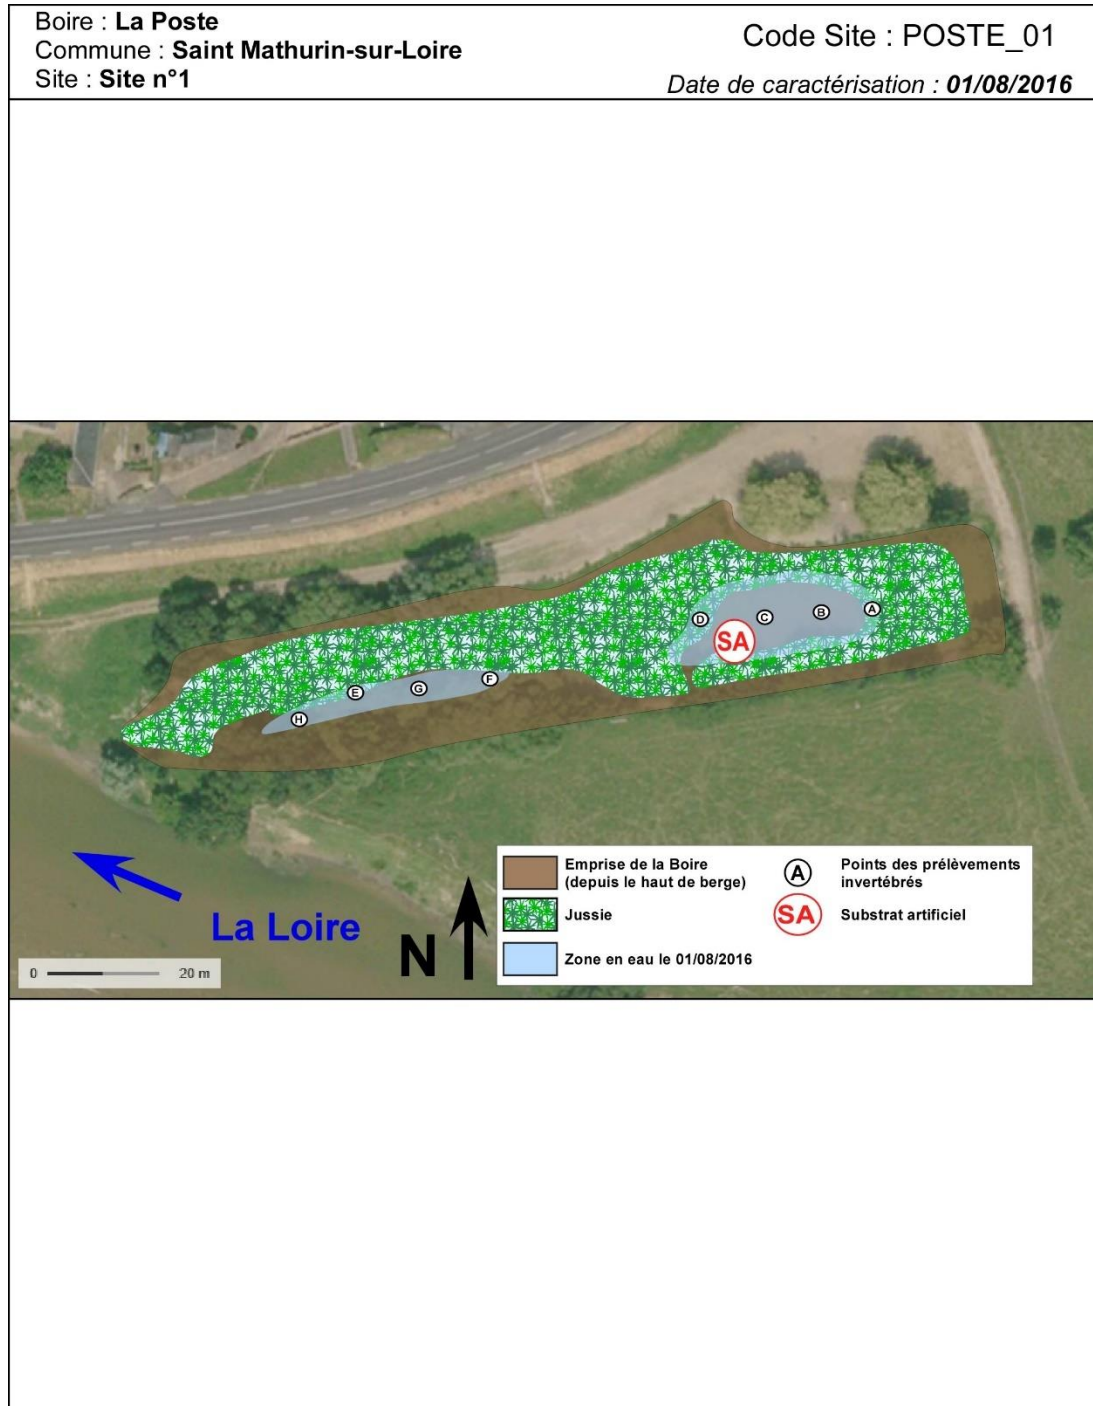 Boire : La Poste
Commune : Saint Mathurin-sur-Loire
Site : Site n°1
Code Site : POSTE_01
Date de caractérisation : 01/08/2016
D
C
B
A
SA
F
G
E
H
La Loire
N
0 20 m
Emprise de la Boire
(depuis le haut de berge)
Jussie
Zone en eau le 01/08/2016
A
Points des prélèvements
invertébrés
SA
Substrat artificiel